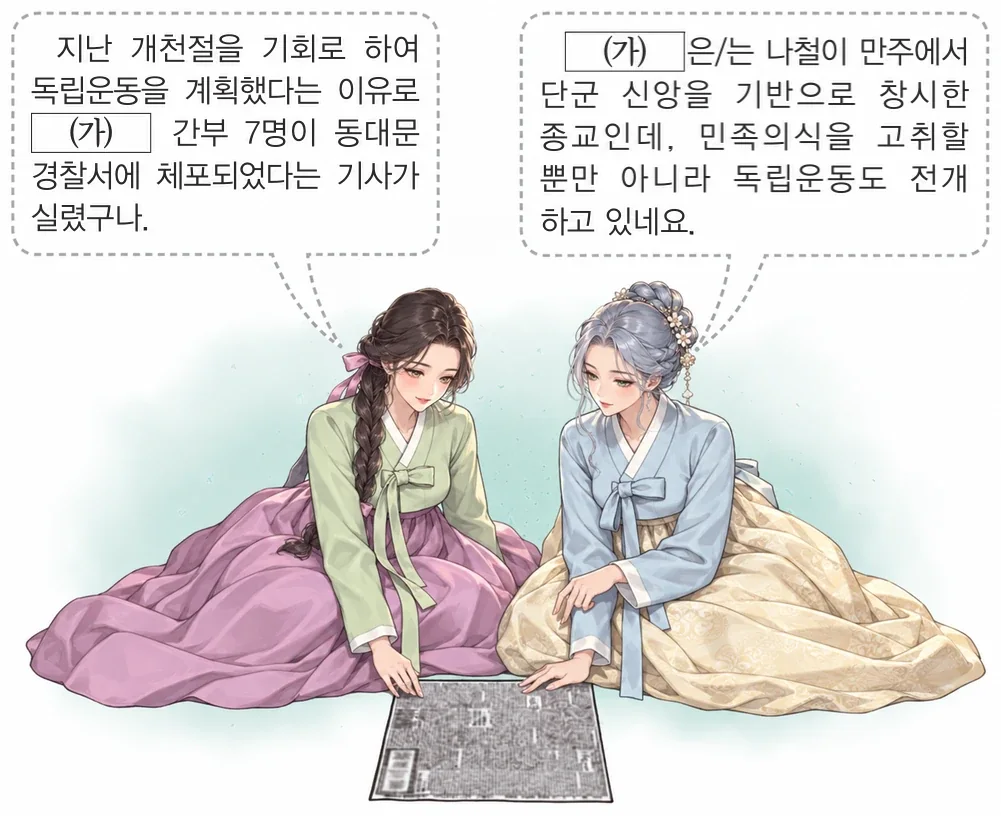 지난 개천절을 기회로 하여
독립운동을 계획했다는 이유로
(가) 간부 7명이 동대문
경찰서에 체포되었다는 기사가
실렸구나.
(가) 은/는 나철이 만주에서
단군 신앙을 기반으로 창시한
종교인데, 민족의식을 고취할
뿐만 아니라 독립운동도 전개
하고 있네요.